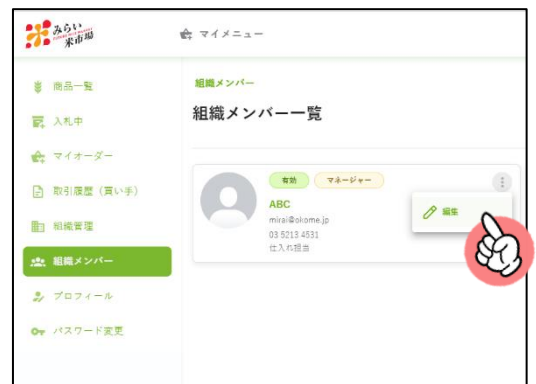 みらい
米市場
マイメニュー
商品一覧
入札中
マイオーダー
取引履歴（買い手）
組織管理
組織メンバー
プロフィール
パスワード変更
組織メンバー
組織メンバー一覧
有効 マネージャー
ABC
mirai@okome.jp
03 5213 4531
仕入れ担当
編集